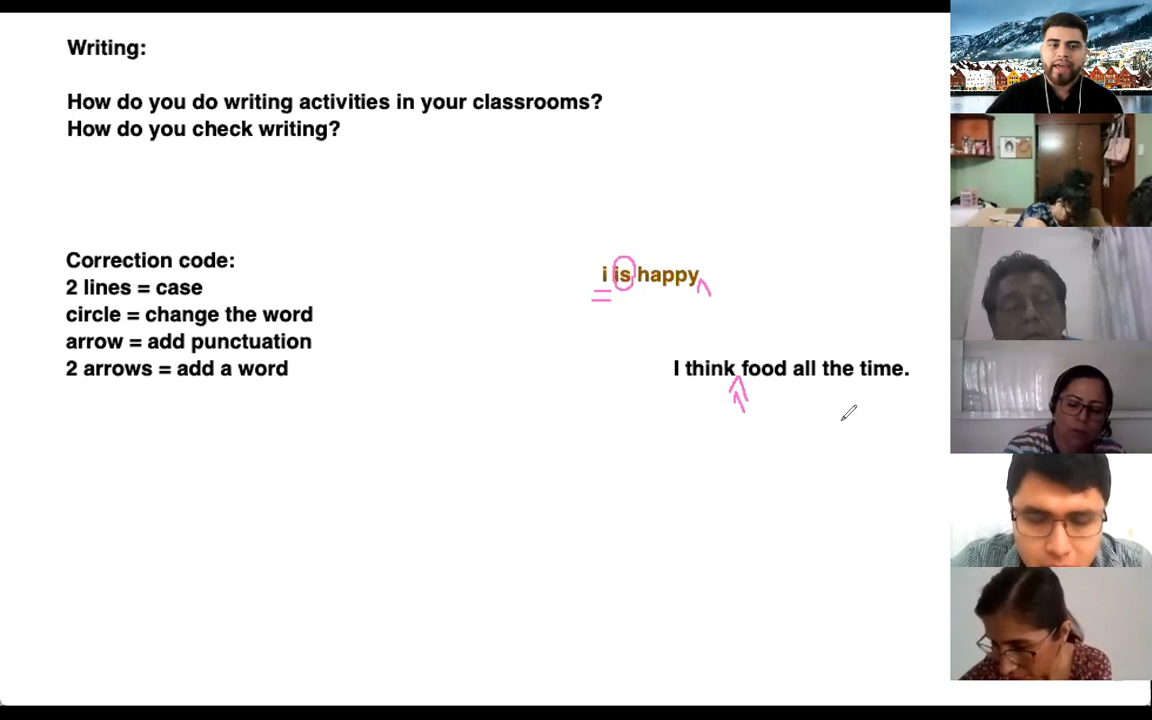 Writing:
How do you do writing activities in your classrooms?
How do you check writing?
Correction code:
2 lines = case
circle = change the word
arrow = add punctuation
2 arrows = add a word
i is happy
I think food all the time.